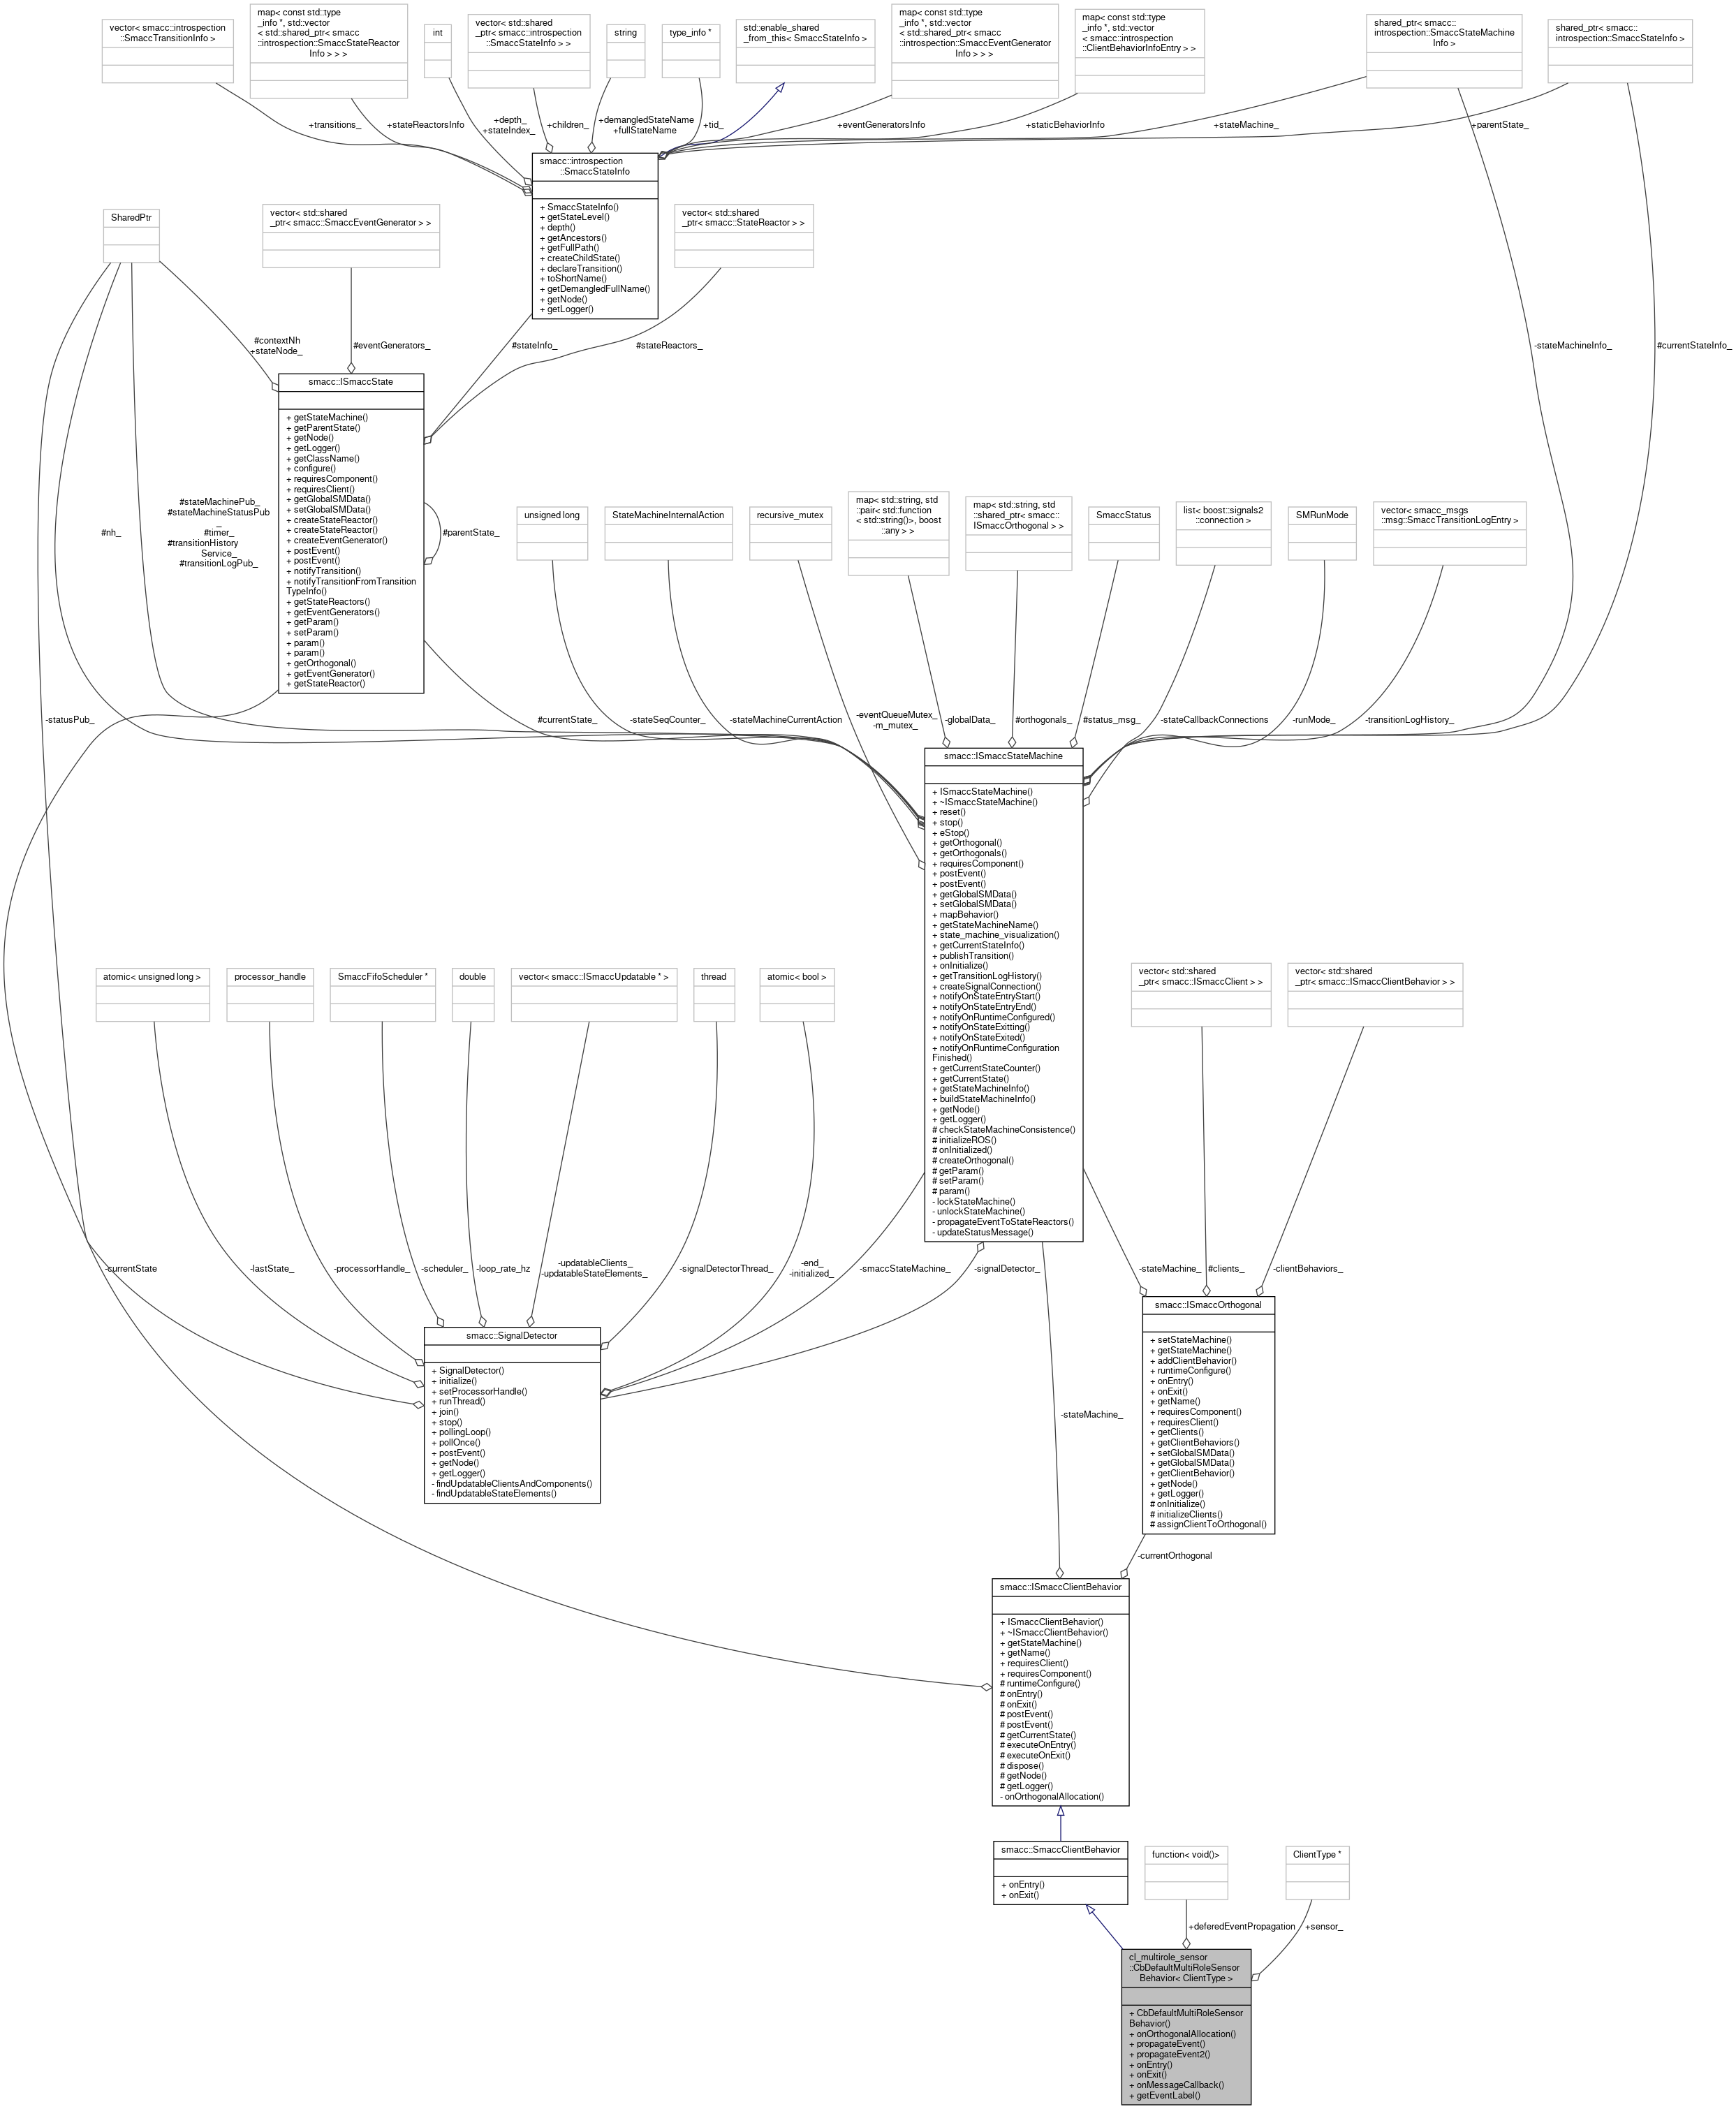 vector< smacc::introspection
::SmaccTransitionInfo >
map< const std::type
_info *, std::vector
< std::shared_ptr< smacc
::introspection::SmaccStateReactor
Info > > >
int
vector< std::shared
_ptr< smacc::introspection
::SmaccStateInfo > >
string
type_info *
std::enable_shared
_from_this< SmaccStateInfo >
map< const std::type
_info *, std::vector
< std::shared_ptr< smacc
::introspection::SmaccEventGenerator
Info > > >
map< const std::type
_info *, std::vector
< smacc::introspection
::ClientBehaviorInfoEntry > >
shared_ptr< smacc::
introspection::SmaccStateMachine
Info >
shared_ptr< smacc::
introspection::SmaccStateInfo >
+transitions_
+stateReactorsInfo
+depth_
+stateIndex_
+children_
+demangledStateName
+fullStateName
+tid_
+eventGeneratorsInfo
+staticBehaviorInfo
+stateMachine_
+parentState_
smacc::introspection
::SmaccStateInfo
+ SmaccStateInfo()
+ getStateLevel()
+ depth()
+ getAncestors()
+ getFullPath()
+ createChildState()
+ declareTransition()
+ toShortName()
+ getDemangledFullName()
+ getNode()
+ getLogger()
SharedPtr
vector< std::shared
_ptr< smacc::SmaccEventGenerator > >
vector< std::shared
_ptr< smacc::StateReactor > >
#contextNh
+stateNode_
#eventGenerators_
#stateInfo_
#stateReactors_
-stateMachineInfo_
#currentStateInfo_
smacc::ISmaccState
+ getStateMachine()
+ getParentState()
+ getNode()
+ getLogger()
+ getClassName()
+ configure()
+ requiresComponent()
+ requiresClient()
+ getGlobalSMData()
+ setGlobalSMData()
+ createStateReactor()
+ createStateReactor()
+ createEventGenerator()
+ postEvent()
+ postEvent()
+ notifyTransition()
+ notifyTransitionFromTransition
TypeInfo()
+ getStateReactors()
+ getEventGenerators()
+ getParam()
+ setParam()
+ param()
+ param()
+ getOrthogonal()
+ getEventGenerator()
+ getStateReactor()
#nh_
#stateMachinePub_
#stateMachineStatusPub
_
#timer_
#transitionHistory
Service_
#transitionLogPub_
#parentState_
unsigned long
StateMachineInternalAction
recursive_mutex
map< std::string, std
::pair< std::function
< std::string()>, boost
::any > >
map< std::string, std
::shared_ptr< smacc::
ISmaccOrthogonal > >
SmaccStatus
list< boost::signals2
::connection >
SMRunMode
vector< smacc_msgs
::msg::SmaccTransitionLogEntry >
-statusPub_
#currentState_
-stateSeqCounter_
-stateMachineCurrentAction
-eventQueueMutex_
-m_mutex_
-globalData_
#orthogonals_
#status_msg_
-stateCallbackConnections
-runMode_
-transitionLogHistory_
smacc::ISmaccStateMachine
+ ISmaccStateMachine()
+ ~ISmaccStateMachine()
+ reset()
+ stop()
+ eStop()
+ getOrthogonal()
+ getOrthogonals()
+ requiresComponent()
+ postEvent()
+ postEvent()
+ getGlobalSMData()
+ setGlobalSMData()
+ mapBehavior()
+ getStateMachineName()
+ state_machine_visualization()
+ getCurrentStateInfo()
+ publishTransition()
+ onInitialize()
+ getTransitionLogHistory()
+ createSignalConnection()
+ notifyOnStateEntryStart()
+ notifyOnStateEntryEnd()
+ notifyOnRuntimeConfigured()
+ notifyOnStateExitting()
+ notifyOnStateExited()
+ notifyOnRuntimeConfiguration
Finished()
+ getCurrentStateCounter()
+ getCurrentState()
+ getStateMachineInfo()
+ buildStateMachineInfo()
+ getNode()
+ getLogger()
# checkStateMachineConsistence()
# initializeROS()
# onInitialized()
# createOrthogonal()
# getParam()
# setParam()
# param()
- lockStateMachine()
- unlockStateMachine()
- propagateEventToStateReactors()
- updateStatusMessage()
atomic< unsigned long >
processor_handle
SmaccFifoScheduler *
double
vector< smacc::ISmaccUpdatable * >
thread
atomic< bool >
vector< std::shared
_ptr< smacc::ISmaccClient > >
vector< std::shared
_ptr< smacc::ISmaccClientBehavior > >
-currentState
-lastState_
-processorHandle_
-scheduler_
-loop_rate_hz
-updatableClients_
-updatableStateElements_
-signalDetectorThread_
-end_
-initialized_
-smaccStateMachine_
-signalDetector_
-stateMachine_
#clients_
-clientBehaviors_
smacc::SignalDetector
+ SignalDetector()
+ initialize()
+ setProcessorHandle()
+ runThread()
+ join()
+ stop()
+ pollingLoop()
+ pollOnce()
+ postEvent()
+ getNode()
+ getLogger()
- findUpdatableClientsAndComponents()
- findUpdatableStateElements()
smacc::ISmaccOrthogonal
+ setStateMachine()
+ getStateMachine()
+ addClientBehavior()
+ runtimeConfigure()
+ onEntry()
+ onExit()
+ getName()
+ requiresComponent()
+ requiresClient()
+ getClients()
+ getClientBehaviors()
+ setGlobalSMData()
+ getGlobalSMData()
+ getClientBehavior()
+ getNode()
+ getLogger()
# onInitialize()
# initializeClients()
# assignClientToOrthogonal()
-stateMachine_
-currentOrthogonal
smacc::ISmaccClientBehavior
+ ISmaccClientBehavior()
+ ~ISmaccClientBehavior()
+ getStateMachine()
+ getName()
+ requiresClient()
+ requiresComponent()
# runtimeConfigure()
# onEntry()
# onExit()
# postEvent()
# postEvent()
# getCurrentState()
# executeOnEntry()
# executeOnExit()
# dispose()
# getNode()
# getLogger()
- onOrthogonalAllocation()
smacc::SmaccClientBehavior
+ onEntry()
+ onExit()
function< void()>
ClientType *
+deferedEventPropagation
+sensor_
cl_multirole_sensor
::CbDefaultMultiRoleSensor
Behavior< ClientType >
+ CbDefaultMultiRoleSensor
Behavior()
+ onOrthogonalAllocation()
+ propagateEvent()
+ propagateEvent2()
+ onEntry()
+ onExit()
+ onMessageCallback()
+ getEventLabel()